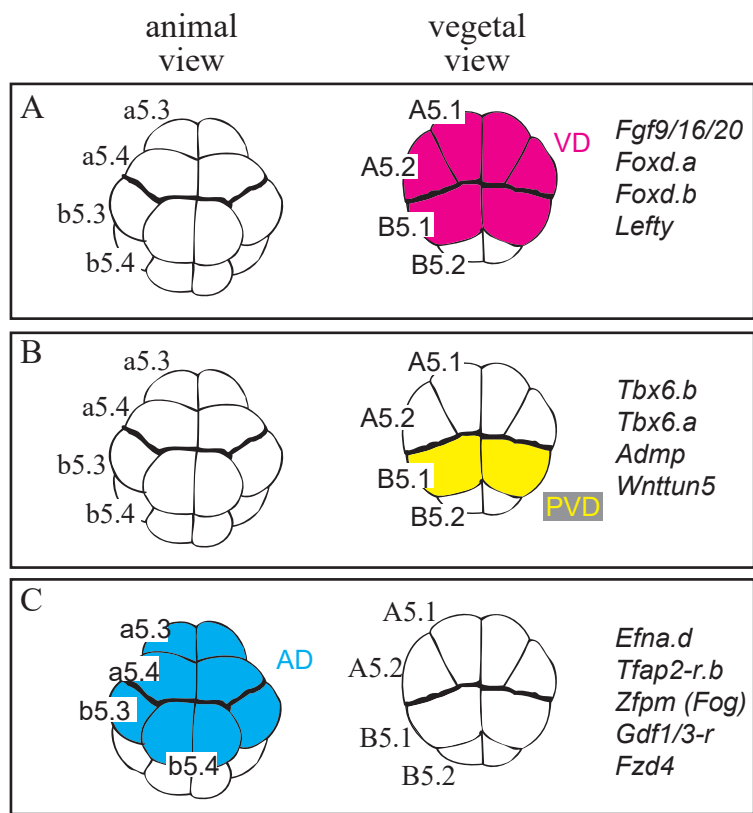 animal
view
vegetal
view
A
a5.3
a5.4
b5.3
b5.4
A5.1
A5.2
B5.1
B5.2
VD
Fgf9/16/20
Foxd.a
Foxd.b
Lefty
B
a5.3
a5.4
b5.3
b5.4
A5.1
A5.2
B5.1
B5.2
PVD
Tbx6.b
Tbx6.a
Admp
Wnttun5
C
a5.3
a5.4
b5.3
b5.4
AD
A5.1
A5.2
B5.1
B5.2
Efna.d
Tfap2-r.b
Zfpm (Fog)
Gdf1/3-r
Fzd4